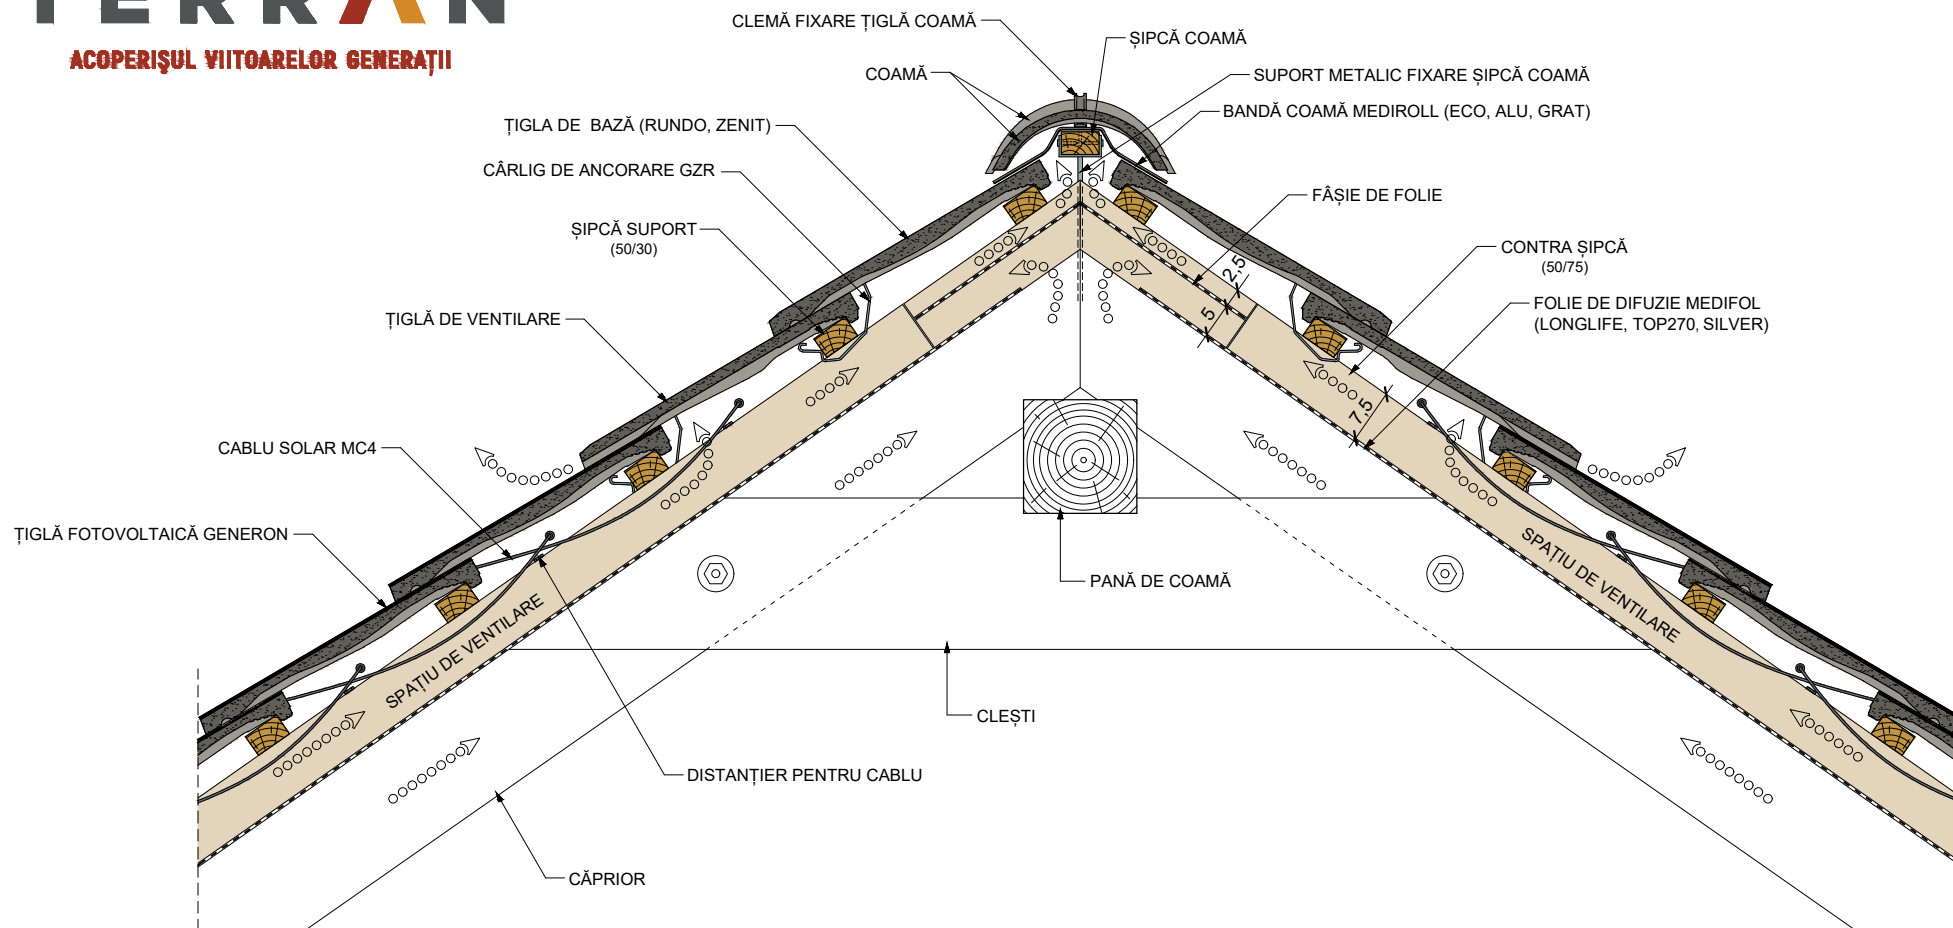 TERRAN
ACOPERIȘUL VIITOARELOR GENERAȚII
CLEMĂ FIXARE ȚIGLĂ COAMĂ
ȘIPCĂ COAMĂ
COAMĂ
SUPORT METALIC FIXARE ȘIPCĂ COAMĂ
BANDĂ COAMĂ MEDIROLL (ECO, ALU, GRAT)
ȚIGLA DE BAZĂ (RUNDO, ZENIT)
CÂRLIG DE ANCORARE GZR
FÂȘIE DE FOLIE
ȘIPCĂ SUPORT
(50/30)
CONTRA ȘIPCĂ
(50/75)
2,5
5
FOLIE DE DIFUZIE MEDIFOL
(LONGLIFE, TOP270, SILVER)
ȚIGLĂ DE VENTILARE
7,5
CABLU SOLAR MC4
ȚIGLĂ FOTOVOLTAICĂ GENERON
SPAȚIU DE VENTILARE
SPAȚIU DE VENTILARE
PANĂ DE COAMĂ
CLEȘTI
DISTANȚIER PENTRU CABLU
CĂPRIOR